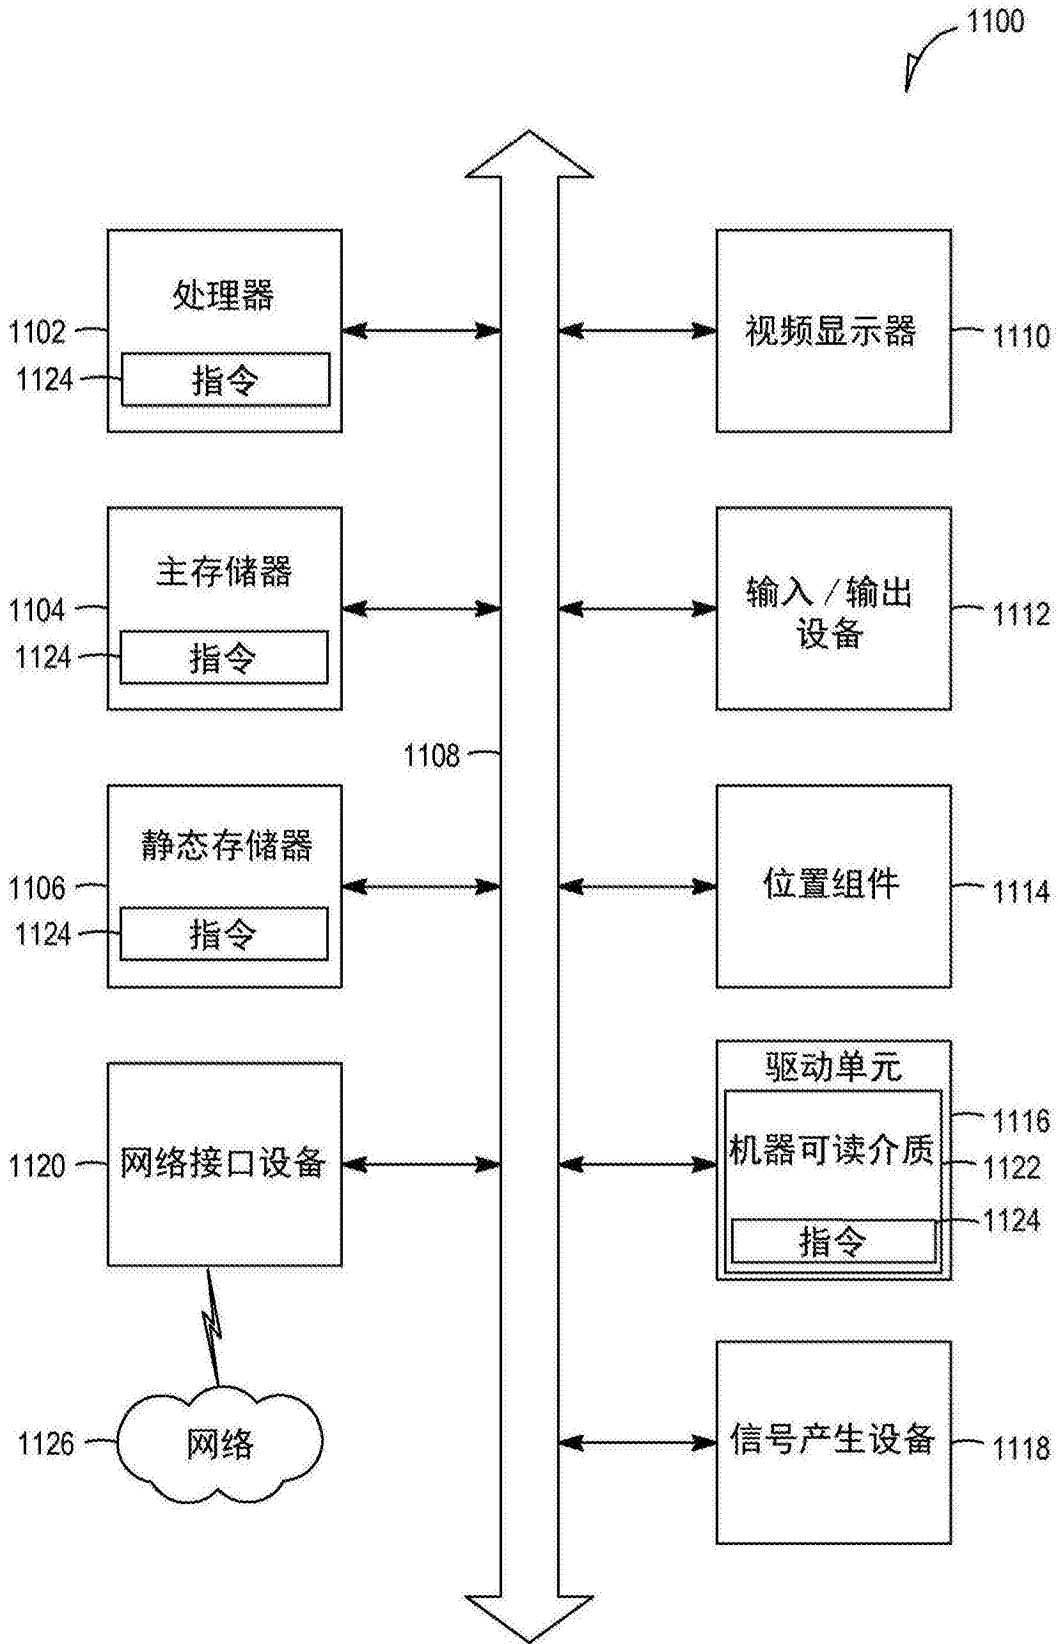 1100
处理器
1102
1124
指令
视频显示器
1110
主存储器
1104
1124
指令
输入/输出
设备
1112
1108
静态存储器
1106
1124
指令
位置组件
1114
网络接口设备
1120
驱动单元
1116
机器可读介质
1122
1124
指令
网络
1126
信号产生设备
1118